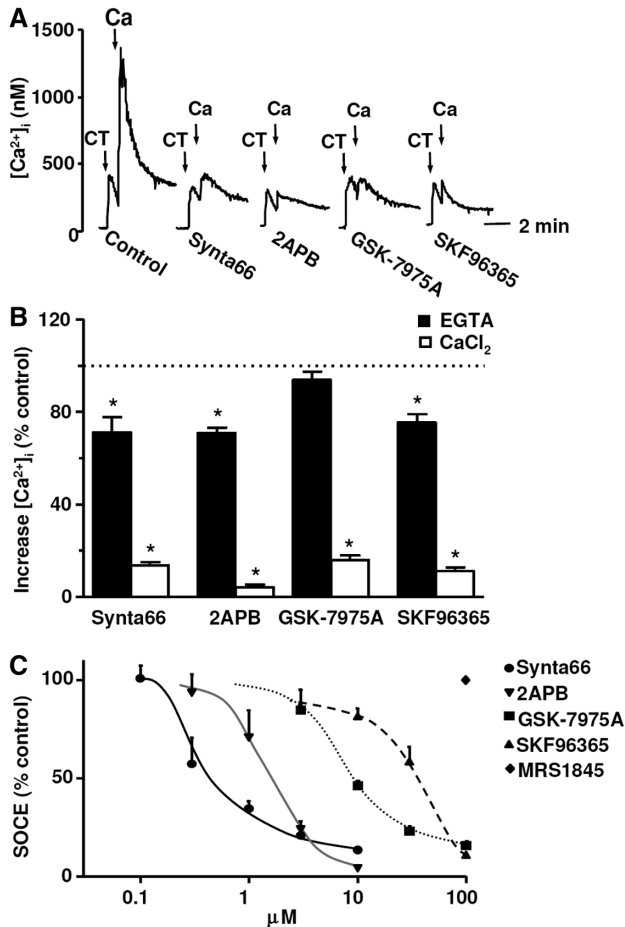 A
1500
1000
500
0
[Ca²⁺]ᵢ (nM)
Ca
CT
Ca
CT
Ca
CT
Ca
CT
Ca
CT
2 min
Control
Synta66
2APB
GSK-7975A
SKF96365
B
120
80
40
0
Increase [Ca²⁺]ᵢ (% control)
EGTA
CaCl₂
*
*
*
*
*
*
*
Synta66 2APB GSK-7975A SKF96365
C
100
50
0
SOCE (% control)
Synta66
2APB
GSK-7975A
SKF96365
MRS1845
0.1 1 10 100
µM